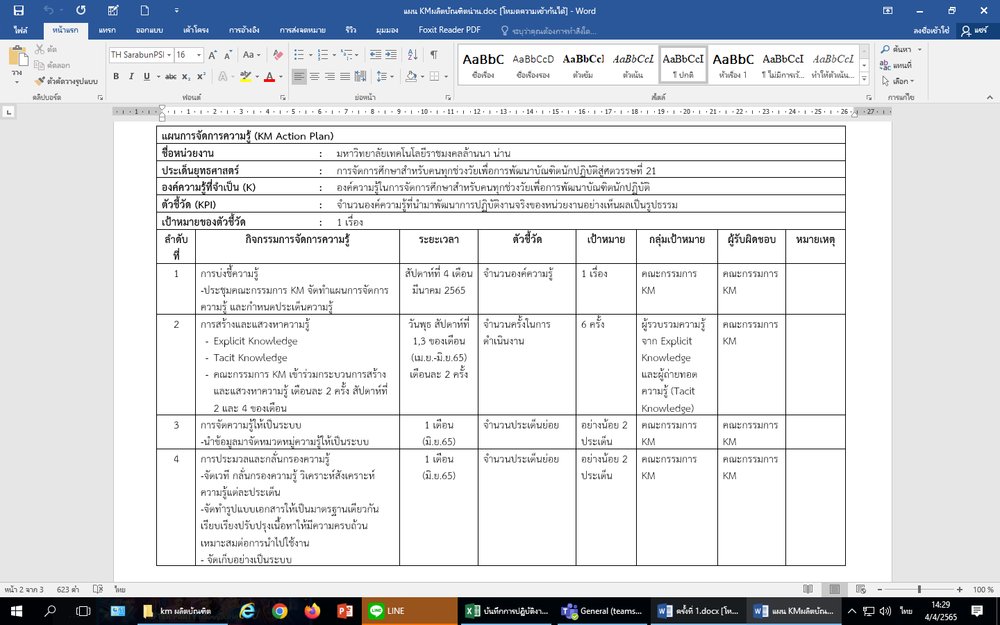 แผน KMผลิตบัณฑิตน่าน.doc [โหมดความเข้ากันได้] - Word
ไฟล์ หน้าแรก แทรก ออกแบบ เค้าโครง การอ้างอิง การส่งจดหมาย รีวิว มุมมอง Foxit Reader PDF ระบุว่าคุณต้องการทำสิ่งใด... ลงชื่อเข้าใช้ แชร์
วาง ตัด คัดลอก ตัวคัดวางรูปแบบ คลิปบอร์ด
TH SarabunPSI 16 ฟอนต์
ย่อหน้า
AaBbC AaBbCcD AaBbCcI AaBbCcI AaBbCcI AaBbC AaBbCcI AaBbCcL
ชื่อเรื่อง ชื่อเรื่องรอง ตัวเข้ม ตัวเน้น ¶ ปกติ หัวเรื่อง 1 ¶ ไม่มีการเว้... ทำให้ตัวเน้น...
สไตล์
ค้นหา
แทนที่
เลือก
การแก้ไข
1 1 2 3 4 5 6 7 8 9 10 11 12 13 14 15 16 17 18 19 20 21 22 23 24 25 26 27
แผนการจัดการความรู้ (KM Action Plan)
ชื่อหน่วยงาน : มหาวิทยาลัยเทคโนโลยีราชมงคลล้านนา น่าน
ประเด็นยุทธศาสตร์ : การจัดการศึกษาสำหรับคนทุกช่วงวัยเพื่อการพัฒนาบัณฑิตนักปฏิบัติสู่ศตวรรษที่ 21
องค์ความรู้ที่จำเป็น (K) : องค์ความรู้ในการจัดการศึกษาสำหรับคนทุกช่วงวัยเพื่อการพัฒนาบัณฑิตนักปฏิบัติ
ตัวชี้วัด (KPI) : จำนวนองค์ความรู้ที่นำมาพัฒนาการปฏิบัติงานจริงของหน่วยงานอย่างเห็นผลเป็นรูปธรรม
เป้าหมายของตัวชี้วัด : 1 เรื่อง
ลำดับ กิจกรรมการจัดการความรู้ ระยะเวลา ตัวชี้วัด เป้าหมาย กลุ่มเป้าหมาย ผู้รับผิดชอบ หมายเหตุ
ที่
1 การบ่งชี้ความรู้ สัปดาห์ที่ 4 เดือน จำนวนองค์ความรู้ 1 เรื่อง คณะกรรมการ คณะกรรมการ
-ประชุมคณะกรรมการ KM จัดทำแผนการจัดการ มีนาคม 2565 KM KM
ความรู้ และกำหนดประเด็นความรู้
2 การสร้างและแสวงหาความรู้ วันพุธ สัปดาห์ที่ จำนวนครั้งในการ 6 ครั้ง ผู้รวบรวมความรู้ คณะกรรมการ
- Explicit Knowledge 1,3 ของเดือน ดำเนินงาน จาก Explicit KM
- Tacit Knowledge (เม.ย.-มิ.ย.65) Knowledge
- คณะกรรมการ KM เข้าร่วมกระบวนการสร้าง เดือนละ 2 ครั้ง และผู้ถ่ายทอด
และแสวงหาความรู้ เดือนละ 2 ครั้ง สัปดาห์ที่ ความรู้ (Tacit
2 และ 4 ของเดือน Knowledge)
3 การจัดความรู้ให้เป็นระบบ 1 เดือน จำนวนประเด็นย่อย อย่างน้อย 2 คณะกรรมการ คณะกรรมการ
-นำข้อมูลมาจัดหมวดหมู่ความรู้ให้เป็นระบบ (มิ.ย.65) ประเด็น KM KM
4 การประมวลและกลั่นกรองความรู้ 1 เดือน จำนวนประเด็นย่อย อย่างน้อย 2 คณะกรรมการ คณะกรรมการ
-จัดเวที กลั่นกรองความรู้ วิเคราะห์สังเคราะห์ (มิ.ย.65) ประเด็น KM KM
ความรู้แต่ละประเด็น
-จัดทำรูปแบบเอกสารให้เป็นมาตรฐานเดียวกัน
เรียบเรียงปรับปรุงเนื้อหาให้มีความครบถ้วน
เหมาะสมต่อการนำไปใช้งาน
- จัดเก็บอย่างเป็นระบบ
หน้า 2 จาก 3 623 คำ ไทย 100 %
km ผลิตบัณฑิต LINE บันทึกการปฏิบัติงา... General (teams... ครั้งที่ 1.docx [โห... แผน KMผลิตบัณ... ไทย 14:29
4/4/2565